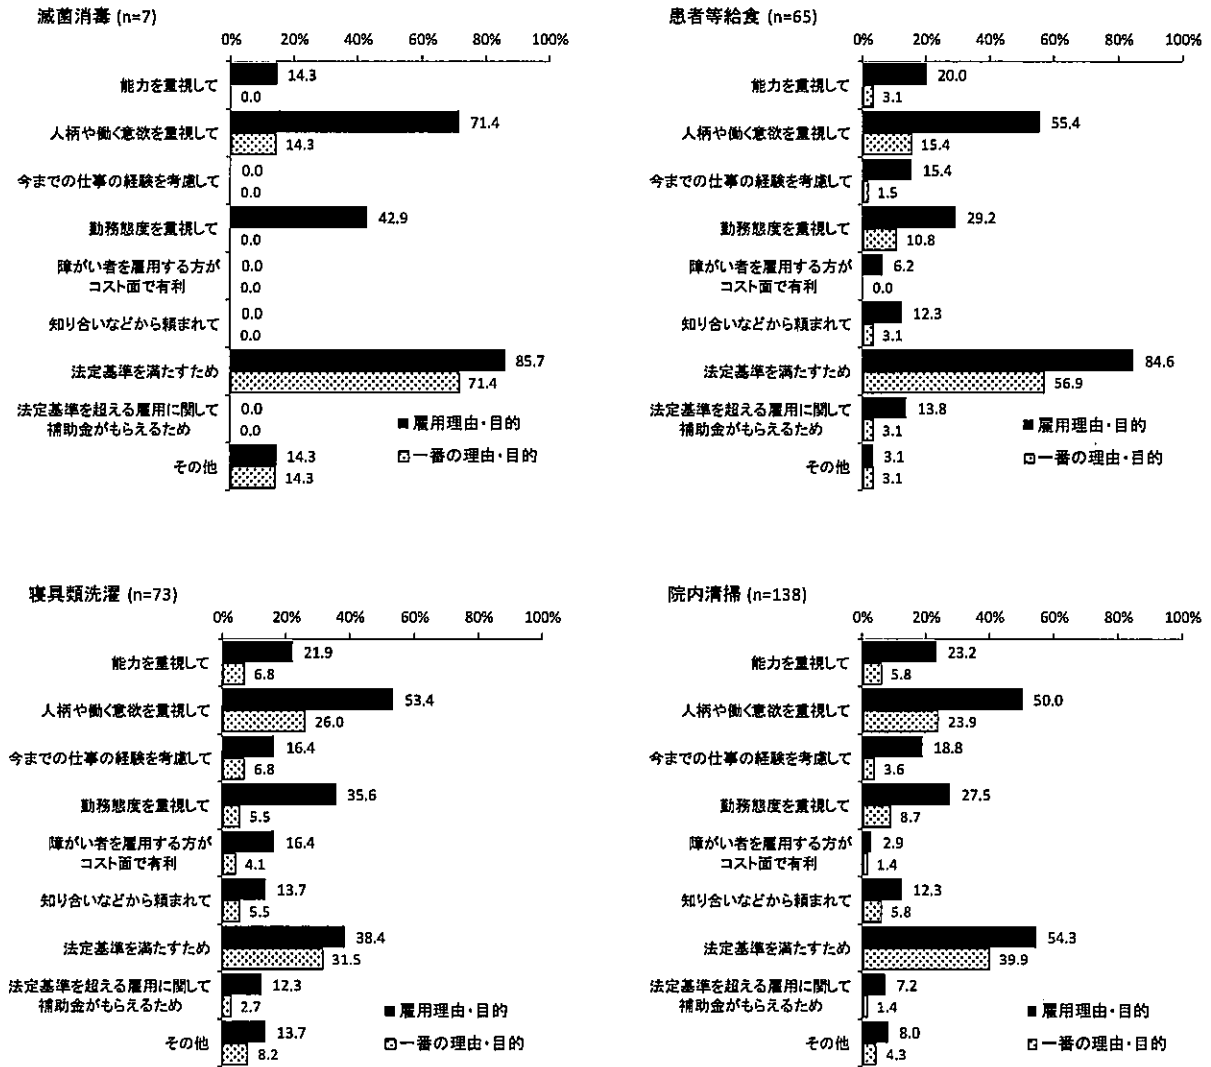 滅菌消毒 (n=7)
0% 20% 40% 60% 80% 100%
能力を重視して 14.3
0.0
人柄や働く意欲を重視して 71.4
14.3
今までの仕事の経験を考慮して 0.0
0.0
勤務態度を重視して 42.9
0.0
障がい者を雇用する方が 0.0
コスト面で有利 0.0
知り合いなどから頼まれて 0.0
0.0
法定基準を満たすため 85.7
71.4
法定基準を超える雇用に関して 0.0
補助金がもらえるため 0.0
その他 14.3
14.3
■雇用理由・目的
一番の理由・目的
患者等給食 (n=65)
0% 20% 40% 60% 80% 100%
能力を重視して 20.0
3.1
人柄や働く意欲を重視して 55.4
15.4
今までの仕事の経験を考慮して 15.4
1.5
勤務態度を重視して 29.2
10.8
障がい者を雇用する方が 6.2
コスト面で有利 0.0
知り合いなどから頼まれて 12.3
3.1
法定基準を満たすため 84.6
56.9
法定基準を超える雇用に関して 13.8
補助金がもらえるため 3.1
その他 3.1
3.1
■雇用理由・目的
一番の理由・目的
寝具類洗濯 (n=73)
0% 20% 40% 60% 80% 100%
能力を重視して 21.9
6.8
人柄や働く意欲を重視して 53.4
26.0
今までの仕事の経験を考慮して 16.4
6.8
勤務態度を重視して 35.6
5.5
障がい者を雇用する方が 16.4
コスト面で有利 4.1
知り合いなどから頼まれて 13.7
5.5
法定基準を満たすため 38.4
31.5
法定基準を超える雇用に関して 12.3
補助金がもらえるため 2.7
その他 13.7
8.2
■雇用理由・目的
一番の理由・目的
院内清掃 (n=138)
0% 20% 40% 60% 80% 100%
能力を重視して 23.2
5.8
人柄や働く意欲を重視して 50.0
23.9
今までの仕事の経験を考慮して 18.8
3.6
勤務態度を重視して 27.5
8.7
障がい者を雇用する方が 2.9
コスト面で有利 1.4
知り合いなどから頼まれて 12.3
5.8
法定基準を満たすため 54.3
39.9
法定基準を超える雇用に関して 7.2
補助金がもらえるため 1.4
その他 8.0
4.3
■雇用理由・目的
一番の理由・目的